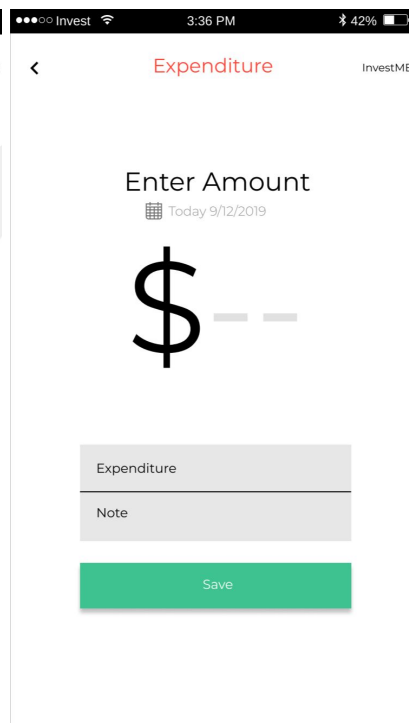 Invest 3:36 PM 42%
Expenditure InvestME
Enter Amount
Today 9/12/2019
$--
Expenditure
Note
Save